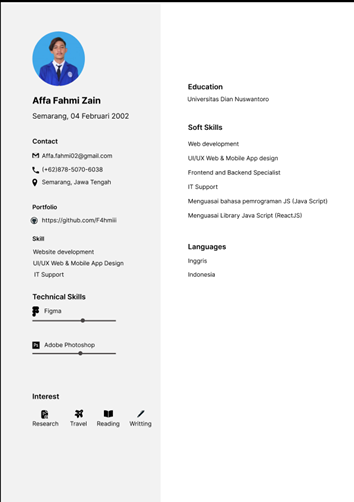 Affa Fahmi Zain
Semarang, 04 Februari 2002
Contact
Affa.fahmi02@gmail.com
(+62)878-5070-6038
Semarang, Jawa Tengah
Portfolio
https://github.com/F4hmiii
Skill
Website development
UI/UX Web & Mobile App Design
IT Support
Technical Skills
Figma
Ps Adobe Photoshop
Interest
Research Travel Reading Writting
Education
Universitas Dian Nuswantoro
Soft Skills
Web development
UI/UX Web & Mobile App design
Frontend and Backend Specialist
IT Support
Menguasai bahasa pemrograman JS (Java Script)
Menguasai Library Java Script (ReactJS)
Languages
Inggris
Indonesia